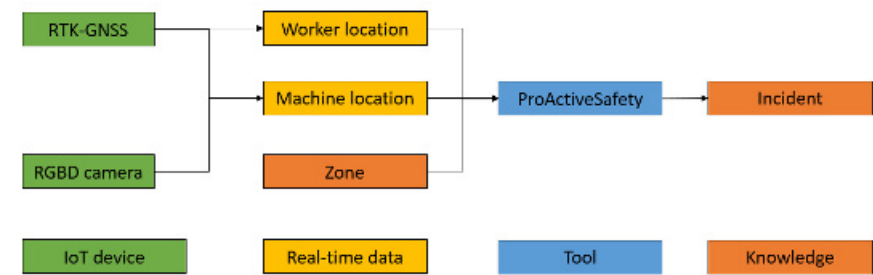 RTK-GNSS
Worker location
Machine location
ProActiveSafety
Incident
RGBD camera
Zone
IoT device
Real-time data
Tool
Knowledge